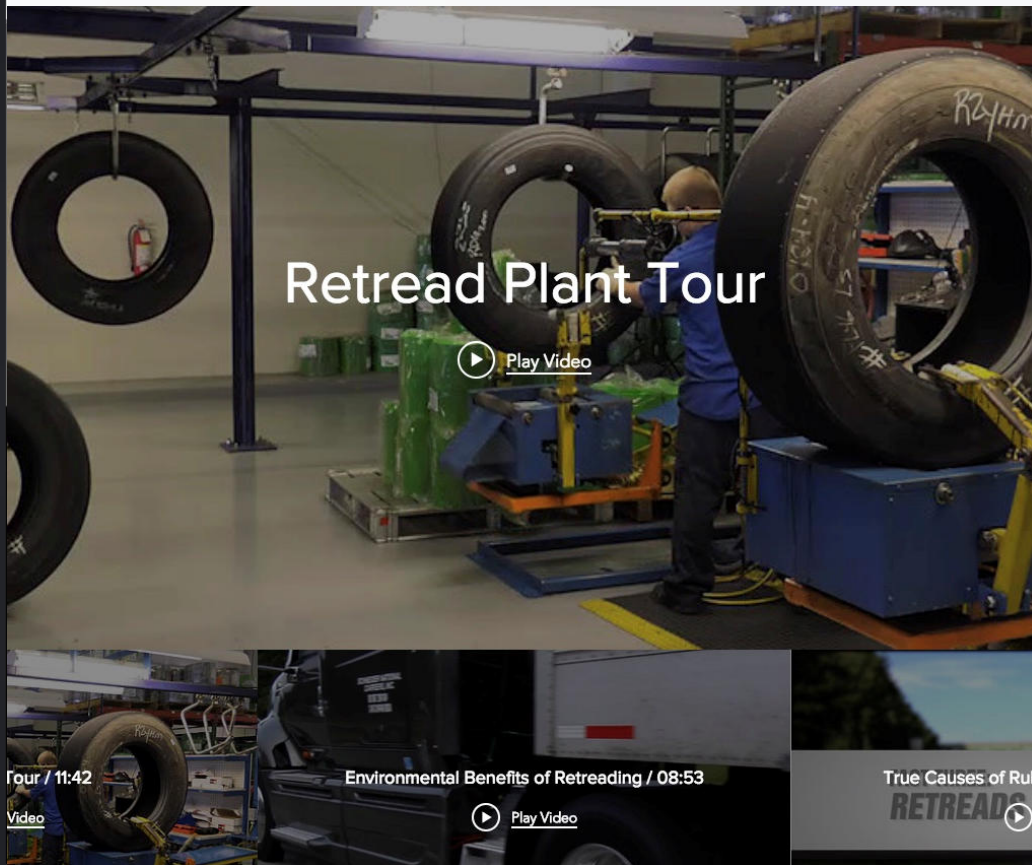 R2yHm
Retread Plant Tour
Play Video
Tour / 11:42
Video
Environmental Benefits of Retreading / 08:53
Play Video
True Causes of Ru
RETREADS